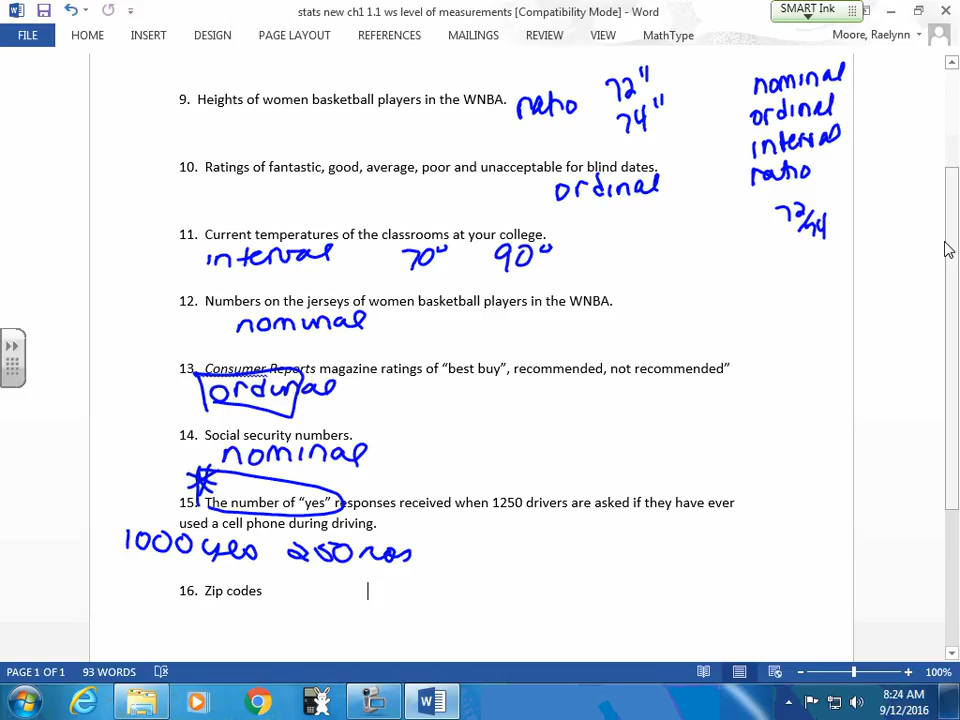 stats new ch1 1.1 ws level of measurements [Compatibility Mode] - Word
SMART Ink
FILE HOME INSERT DESIGN PAGE LAYOUT REFERENCES MAILINGS REVIEW VIEW MathType Moore, Raelynn
9. Heights of women basketball players in the WNBA. ratio 72"
74"
nominal
ordinal
interval
ratio
72/74
10. Ratings of fantastic, good, average, poor and unacceptable for blind dates.
ordinal
11. Current temperatures of the classrooms at your college.
interval 70° 90°
12. Numbers on the jerseys of women basketball players in the WNBA.
nominal
13. Consumer Reports magazine ratings of “best buy”, recommended, not recommended”
ordinal
14. Social security numbers.
nominal
15. The number of “yes” responses received when 1250 drivers are asked if they have ever
used a cell phone during driving.
1000 yes 250 nos
16. Zip codes
PAGE 1 OF 1 93 WORDS 100%
8:24 AM
9/12/2016